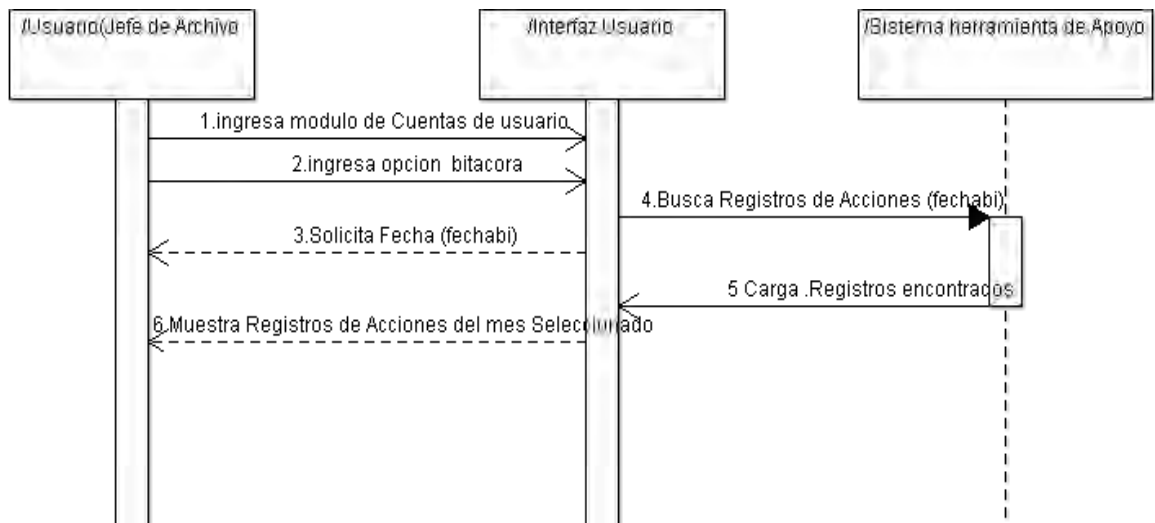 /Usuario(Jefe de Archivo
/Interfaz Usuario
/Sistema herramienta de Apoyo
1.ingresa modulo de Cuentas de usuario
2.ingresa opcion bitacora
4.Busca Registros de Acciones (fechabi)
3.Solicita Fecha (fechabi)
5 Carga .Registros encontrados
6.Muestra Registros de Acciones del mes Seleccionado